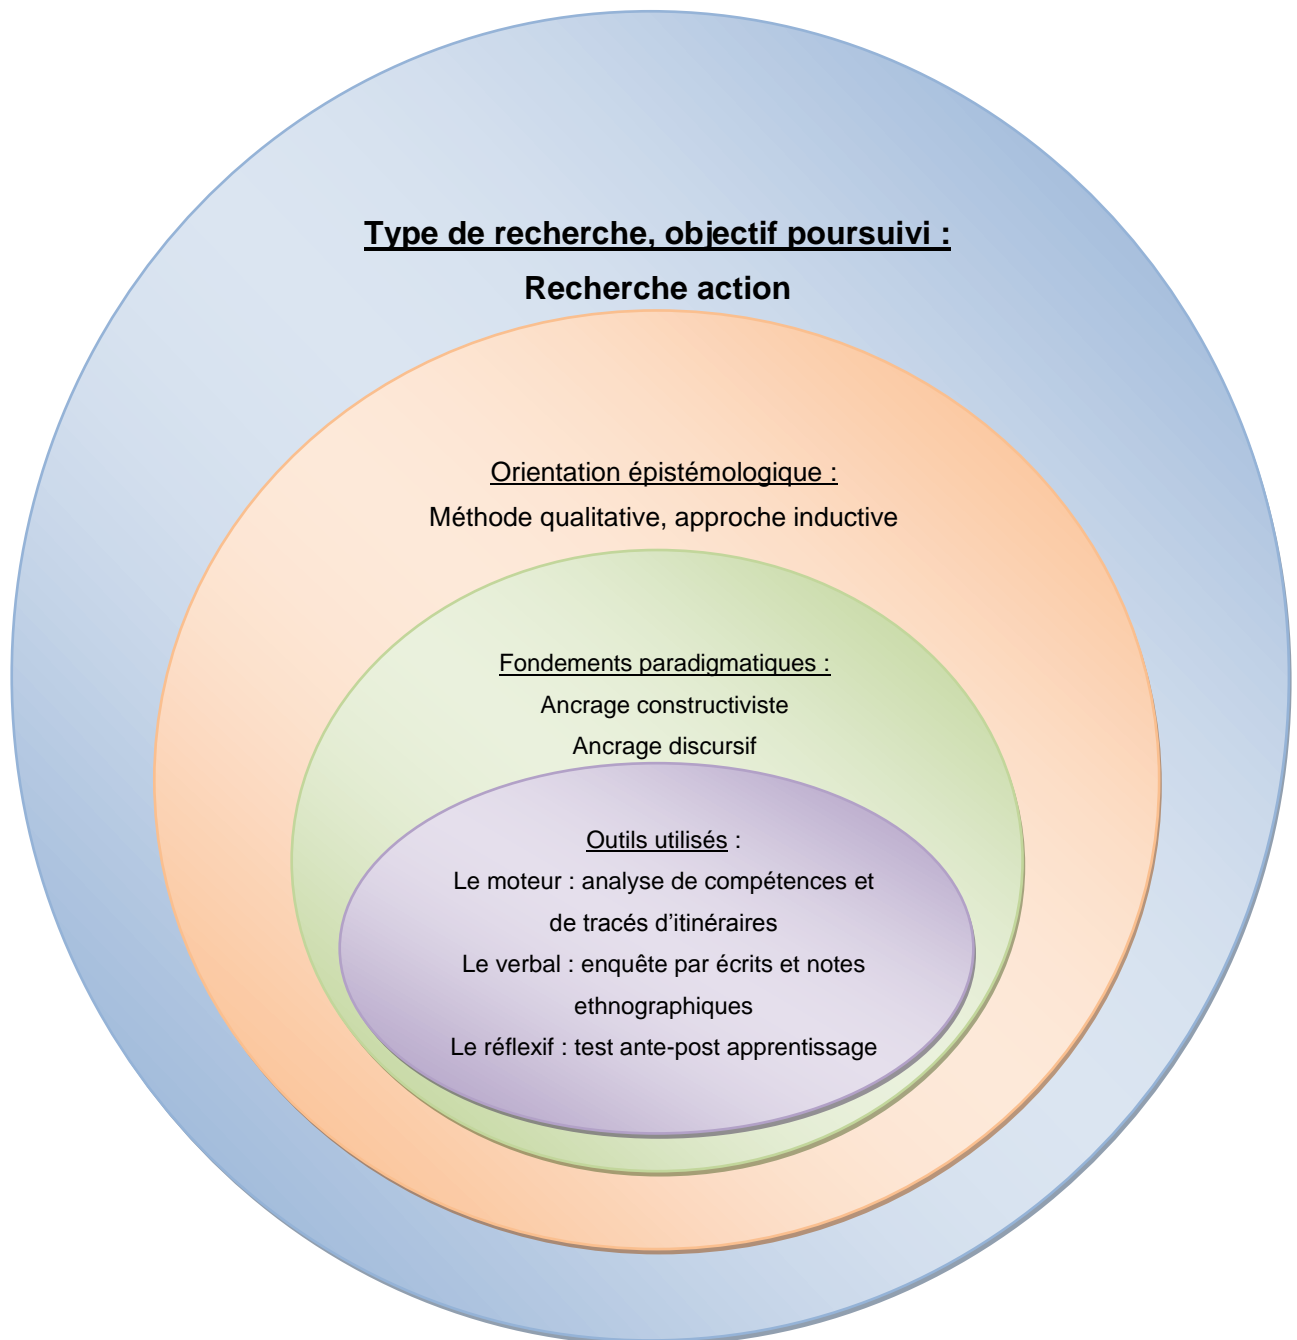 Type de recherche, objectif poursuivi :
Recherche action
Orientation épistémologique :
Méthode qualitative, approche inductive
Fondements paradigmatiques :
Ancrage constructiviste
Ancrage discursif
Outils utilisés :
Le moteur : analyse de compétences et
de tracés d’itinéraires
Le verbal : enquête par écrits et notes
ethnographiques
Le réflexif : test ante-post apprentissage